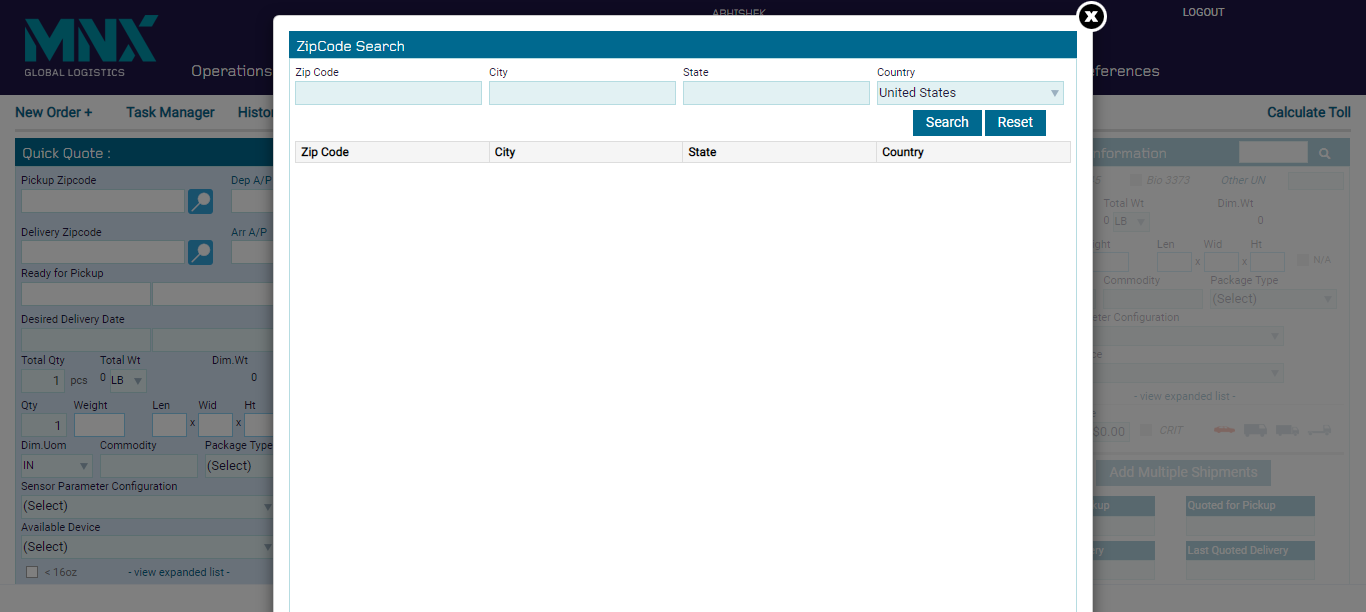 ABHISHEK
LOGOUT
MNX
GLOBAL LOGISTICS
Operations
ferences
New Order +
Task Manager
Histo
Calculate Toll
ZipCode Search
Zip Code City State Country
United States
Search Reset
Zip Code City State Country
Quick Quote :
Pickup Zipcode Dep A/P
Delivery Zipcode Arr A/P
Ready for Pickup
Desired Delivery Date
Total Qty Total Wt Dim.Wt
1 pcs 0 LB 0
Qty Weight Len Wid Ht
1 x x
Dim.Uom Commodity Package Type
IN (Select)
Sensor Parameter Configuration
(Select)
Available Device
(Select)
< 16oz - view expanded list -
nformation
Bio 3373 Other UN
Total Wt Dim.Wt
0 LB 0
ght Len Wid Ht
x x N/A
Commodity Package Type
(Select)
eter Configuration
ce
- view expanded list -
$0.00 CRIT
Add Multiple Shipments
kup Quoted for Pickup
ery Last Quoted Delivery